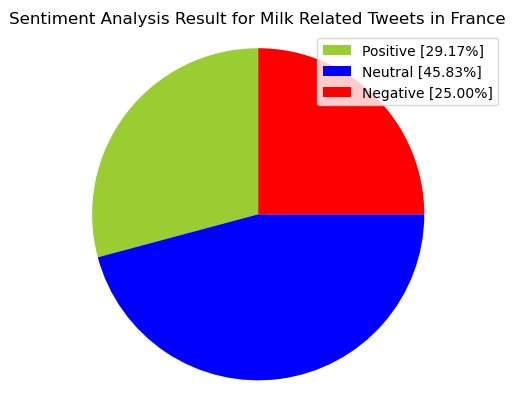 Sentiment Analysis Result for Milk Related Tweets in France
Positive [29.17%]
Neutral [45.83%]
Negative [25.00%]